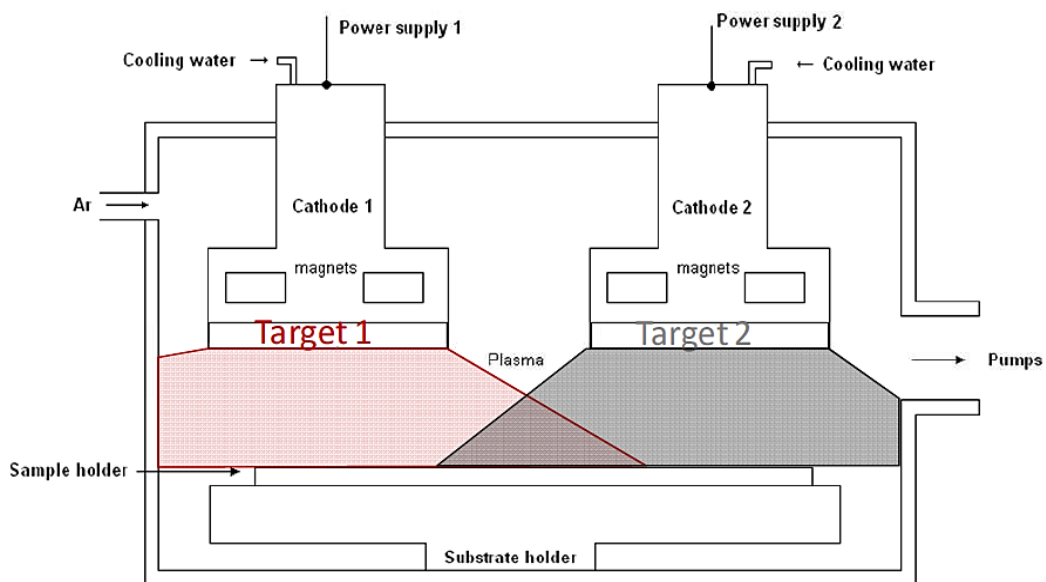 Power supply 1
Power supply 2
Cooling water
Cooling water
Ar
Cathode 1
Cathode 2
magnets
magnets
Target 1
Target 2
Plasma
Pumps
Sample holder
Substrate holder